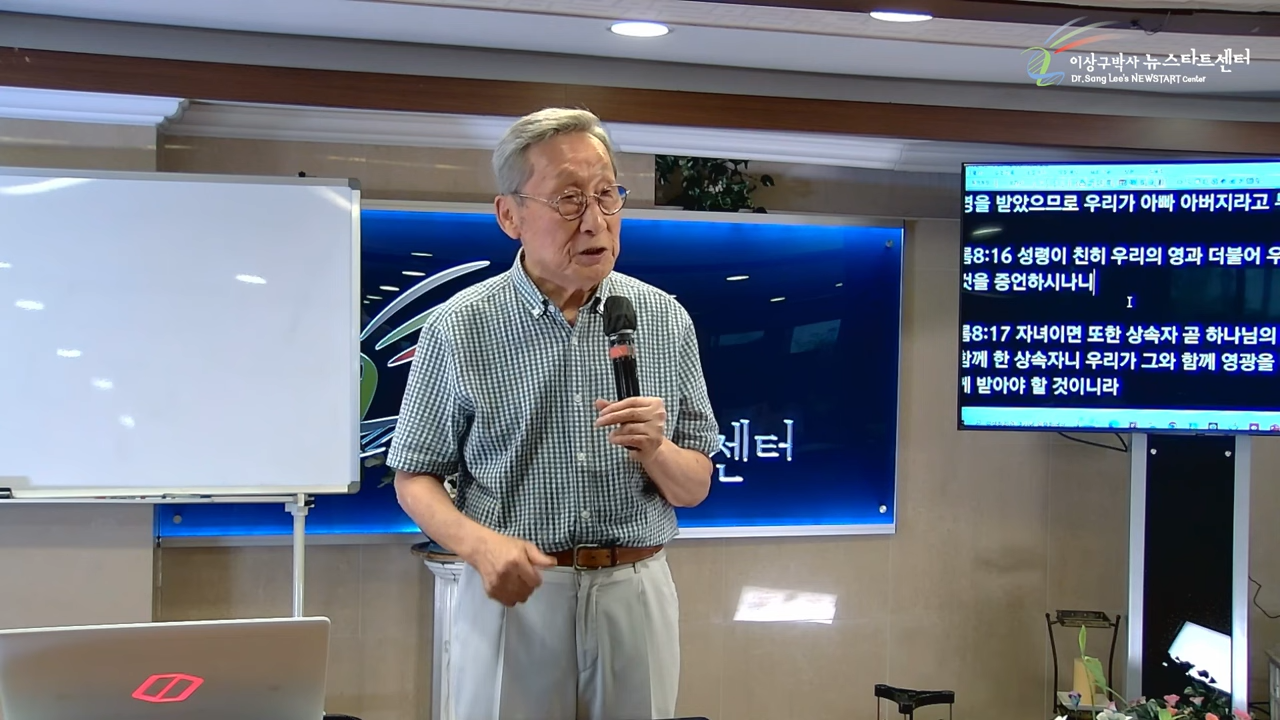 이상구박사 뉴스타트센터
Dr. Sang Lee's NEWSTART Center
영을 받았으므로 우리가 아빠 아버지라고
롬8:16 성령이 친히 우리의 영과 더불어 우
것을 증언하시나니
롬8:17 자녀이면 또한 상속자 곧 하나님의
함께 한 상속자니 우리가 그와 함께 영광을
께 받아야 할 것이니라
센터